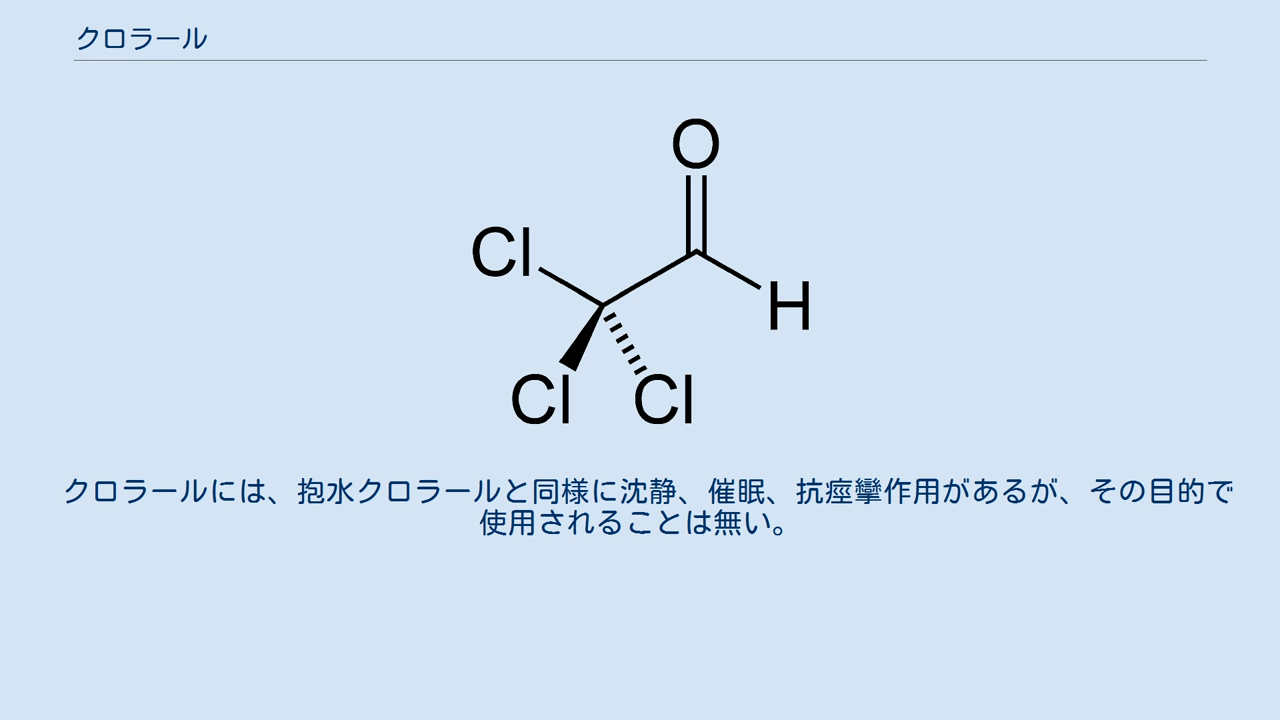 クロラール
O
Cl
H
Cl Cl
クロラールには、抱水クロラールと同様に沈静、催眠、抗痙攣作用があるが、その目的で
使用されることは無い。